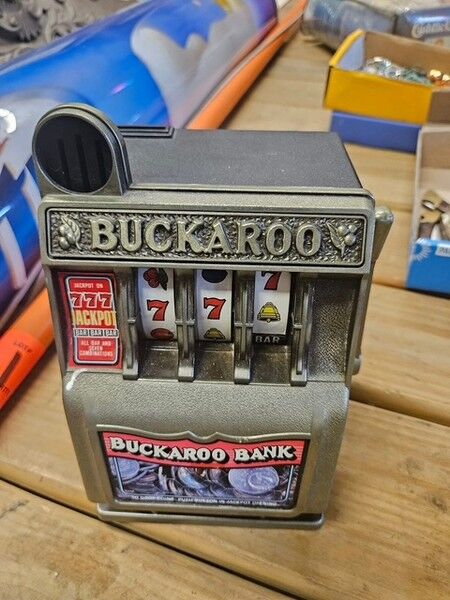 BUCKAROO
JACKPOT ON
777
JACKPOT
BAR BAR BAR
ALL BAR AND
SEVEN
COMBINATIONS
7 7 7
BAR
BUCKAROO BANK